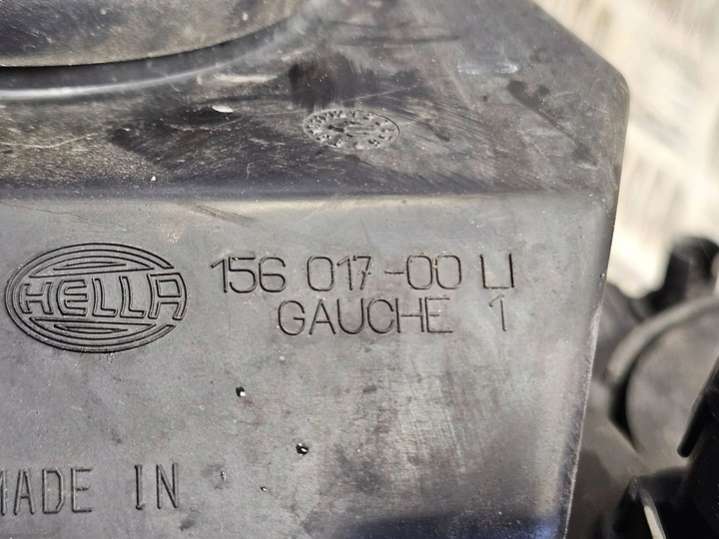 HELLA 156 017-00 LI
GAUCHE 1
MADE IN